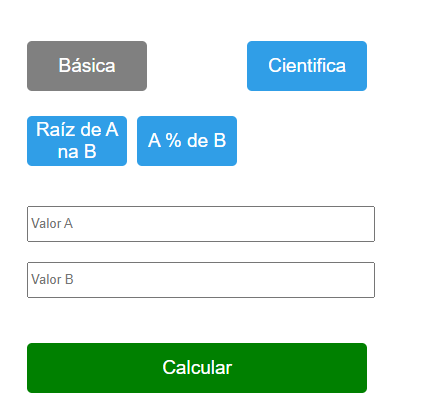 Básica
Cientifica
Raíz de A
na B
A % de B
Valor A
Valor B
Calcular